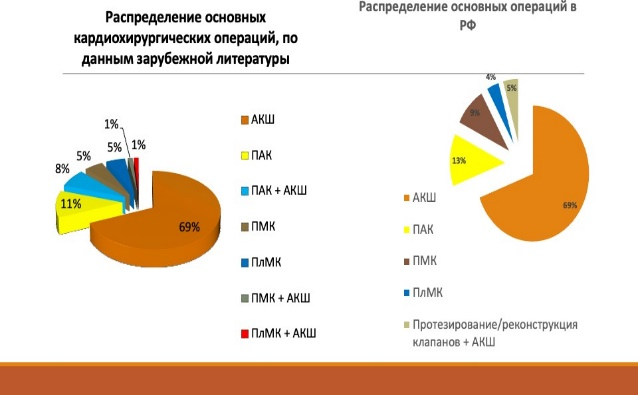 Распределение основных
кардиохирургических операций, по
данным зарубежной литературы
1%
1%
5%
5%
8%
11%
69%
АКШ
ПАК
ПАК + АКШ
ПМК
ПлМК
ПМК + АКШ
ПлМК + АКШ
Распределение основных операций в
РФ
4%
5%
9%
13%
69%
АКШ
ПАК
ПМК
ПлМК
Протезирование/реконструкция
клапанов + АКШ